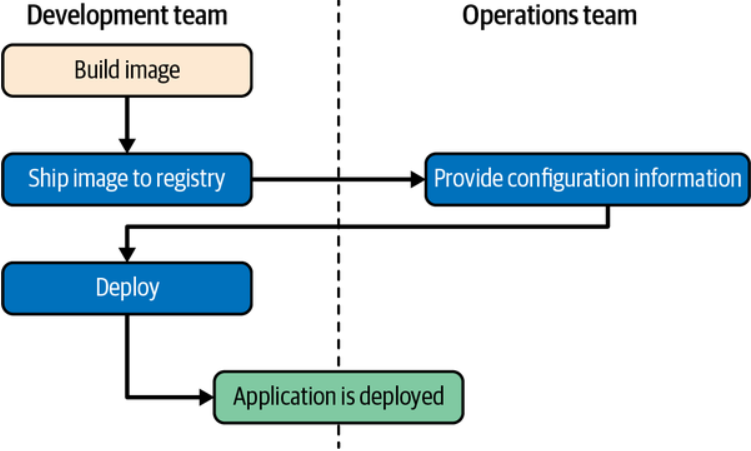 Development team
Operations team
Build image
Ship image to registry
Provide configuration information
Deploy
Application is deployed